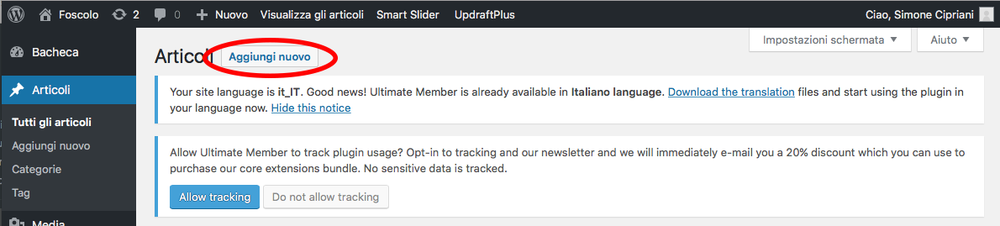 Foscolo 2 0 Nuovo Visualizza gli articoli Smart Slider UpdraftPlus Ciao, Simone Cipriani
Impostazioni schermata Aiuto
Bacheca
Articoli Aggiungi nuovo
Articoli
Your site language is it_IT. Good news! Ultimate Member is already available in Italiano language. Download the translation files and start using the plugin in
your language now. Hide this notice
Tutti gli articoli
Aggiungi nuovo
Categorie
Tag
Media
Allow Ultimate Member to track plugin usage? Opt-in to tracking and our newsletter and we will immediately e-mail you a 20% discount which you can use to
purchase our core extensions bundle. No sensitive data is tracked.
Allow tracking Do not allow tracking